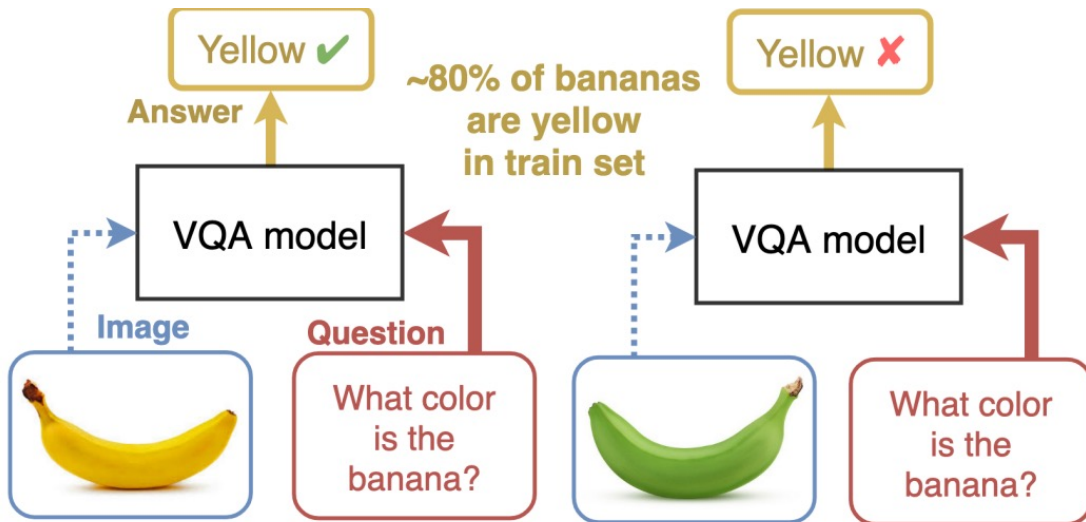 Yellow ✔
Answer
VQA model
Image
Question
What color
is the
banana?
~80% of bananas
are yellow
in train set
Yellow ✘
VQA model
What color
is the
banana?